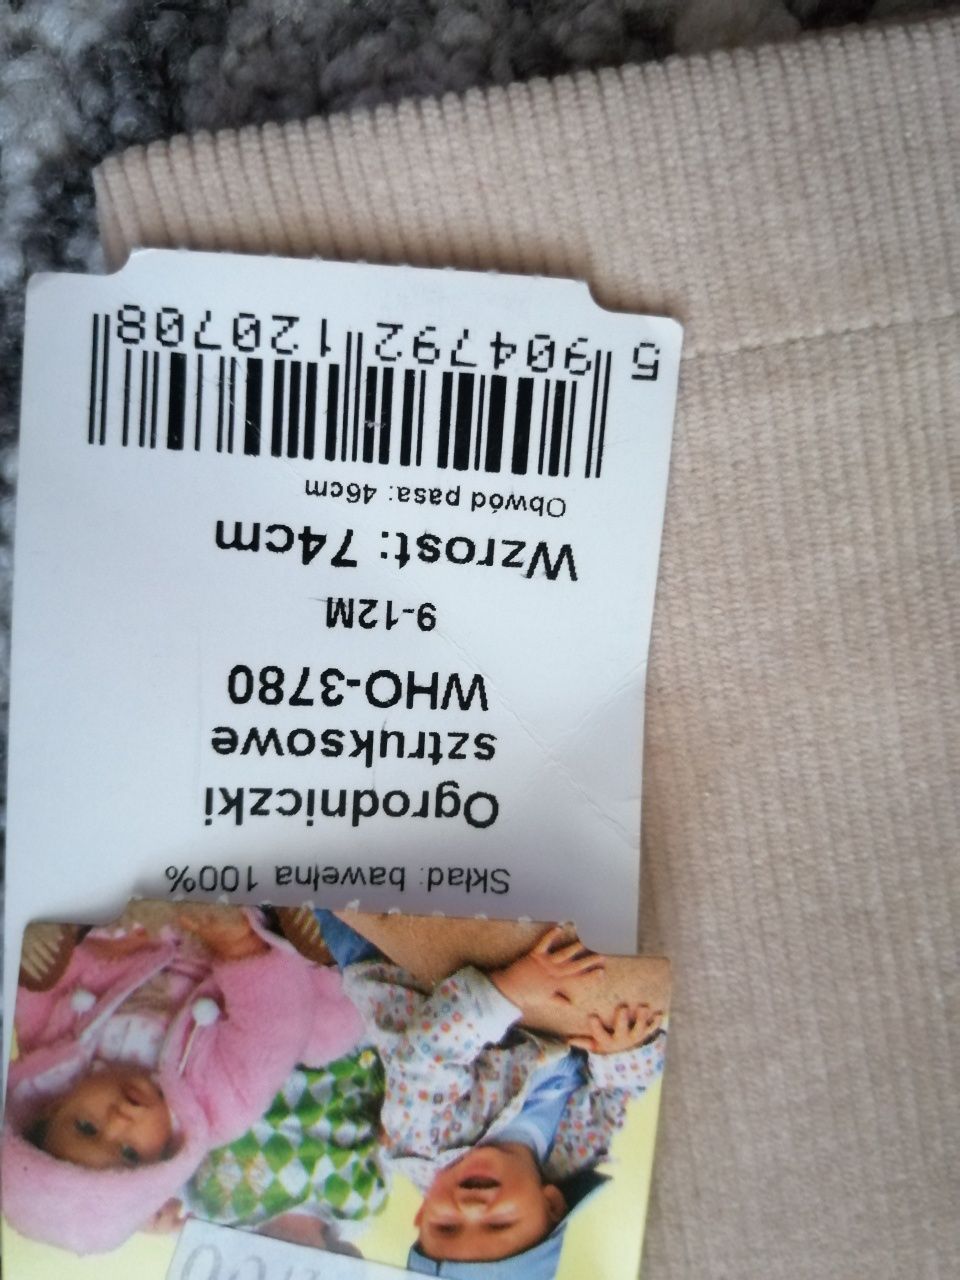 Skład: bawełna 100%
Ogrodniczki
sztruksowe
WHO-3780
9-12M
Wzrost: 74cm
Obwód pasa: 46cm
5 904792 120708